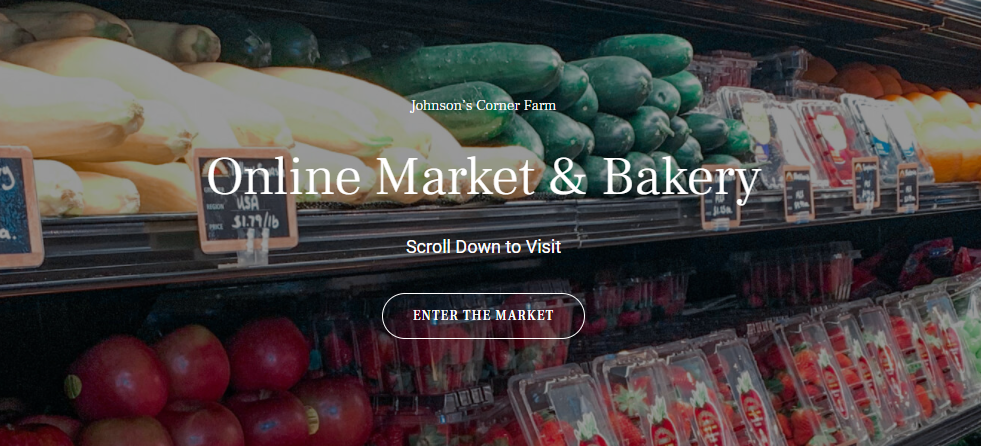 Johnson's Corner Farm
Online Market & Bakery
USA
$1.79/lb
Scroll Down to Visit
ENTER THE MARKET